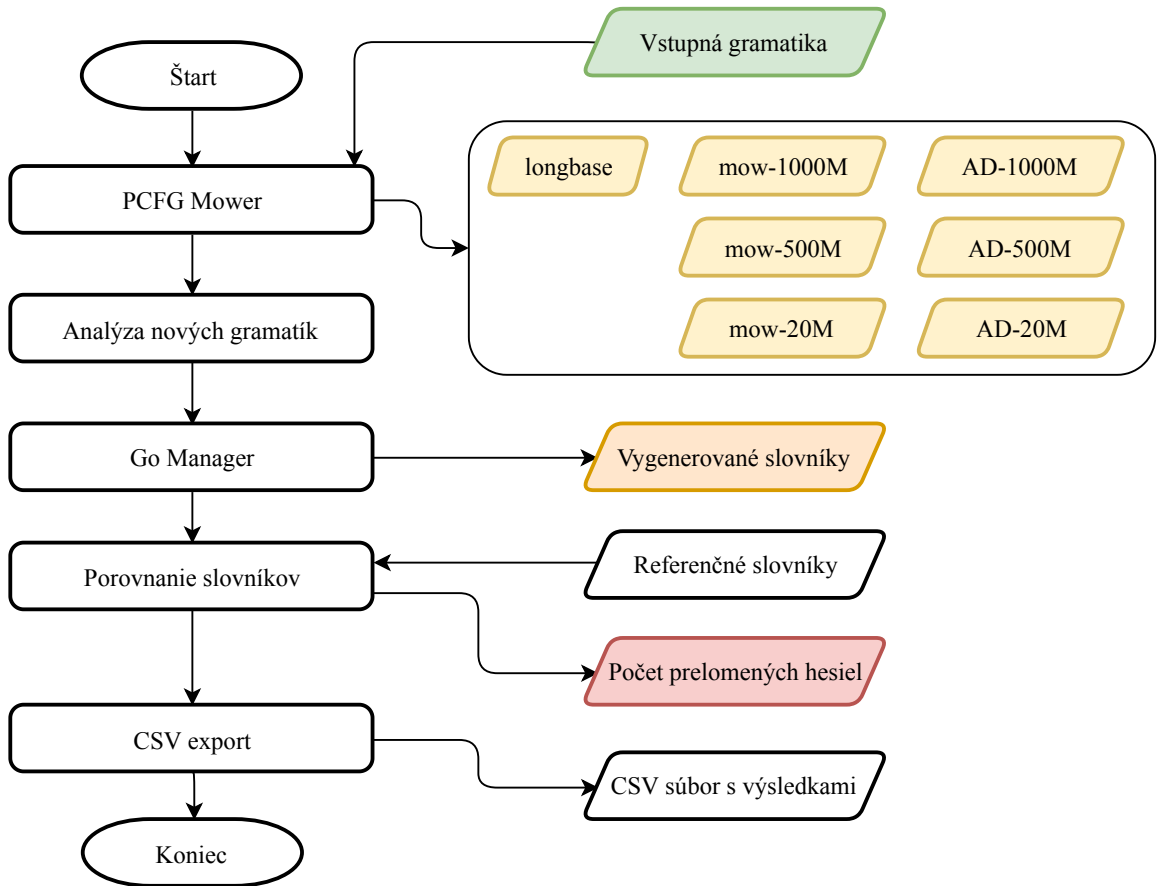 Vstupná gramatika
Štart
longbase
mow-1000M
AD-1000M
PCFG Mower
mow-500M
AD-500M
Analýza nových gramatík
mow-20M
AD-20M
Go Manager
Vygenerované slovníky
Referenčné slovníky
Porovnanie slovníkov
Počet prelomených hesiel
CSV export
CSV súbor s výsledkami
Koniec